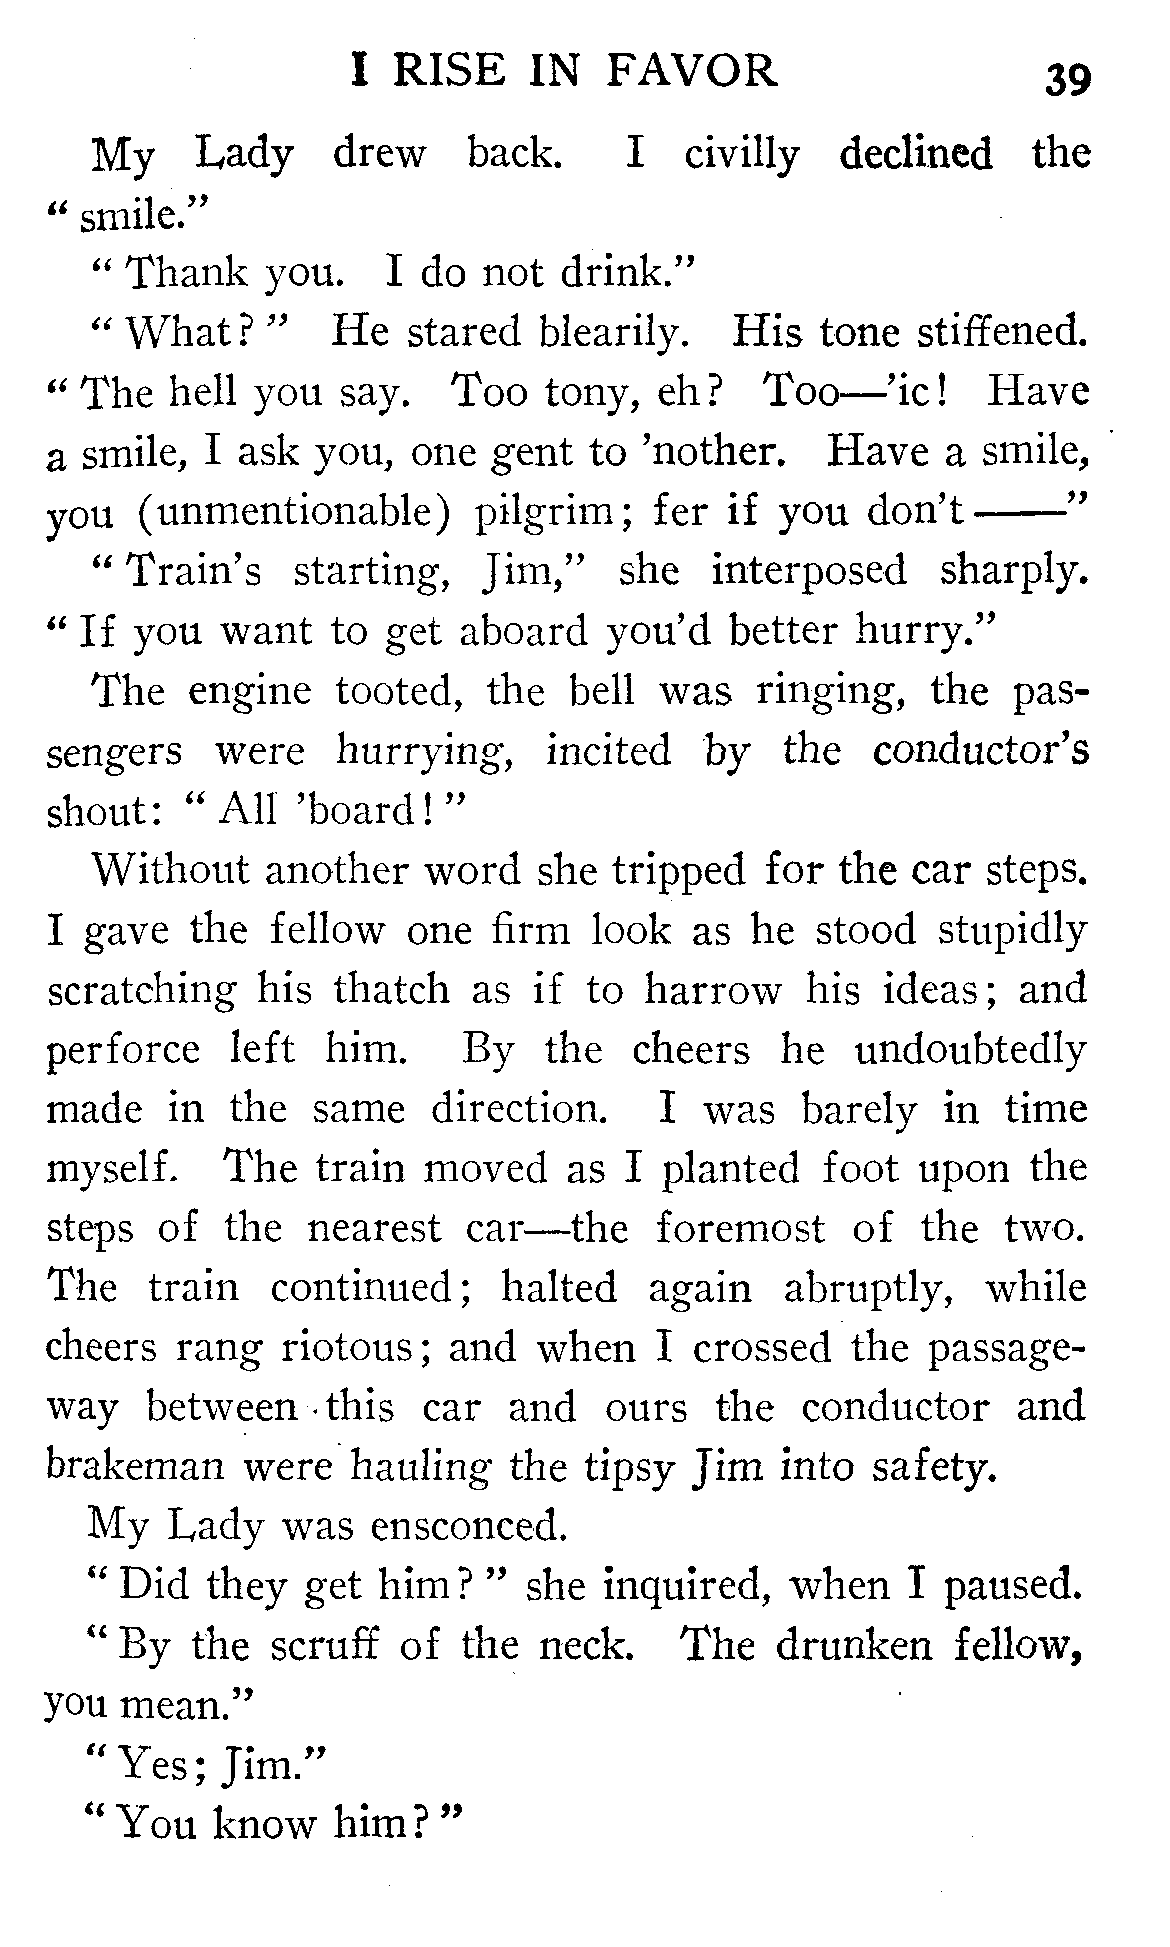 I RISE IN FAVOR 39
My Lady drew back. I civilly declined the
“ smile.”
“ Thank you. I do not drink.”
“ What? ” He stared blearily. His tone stiffened.
“ The hell you say. Too tony, eh? Too—’ic! Have
a smile, I ask you, one gent to ’nother. Have a smile,
you (unmentionable) pilgrim; fer if you don’t ——”
“ Train’s starting, Jim,” she interposed sharply.
“ If you want to get aboard you’d better hurry.”
The engine tooted, the bell was ringing, the pas-
sengers were hurrying, incited by the conductor’s
shout: “ All ’board! ”
Without another word she tripped for the car steps.
I gave the fellow one firm look as he stood stupidly
scratching his thatch as if to harrow his ideas; and
perforce left him. By the cheers he undoubtedly
made in the same direction. I was barely in time
myself. The train moved as I planted foot upon the
steps of the nearest car—the foremost of the two.
The train continued; halted again abruptly, while
cheers rang riotous; and when I crossed the passage-
way between this car and ours the conductor and
brakeman were hauling the tipsy Jim into safety.
My Lady was ensconced.
“ Did they get him? ” she inquired, when I paused.
“ By the scruff of the neck. The drunken fellow,
you mean.”
“ Yes; Jim.”
“ You know him? ”